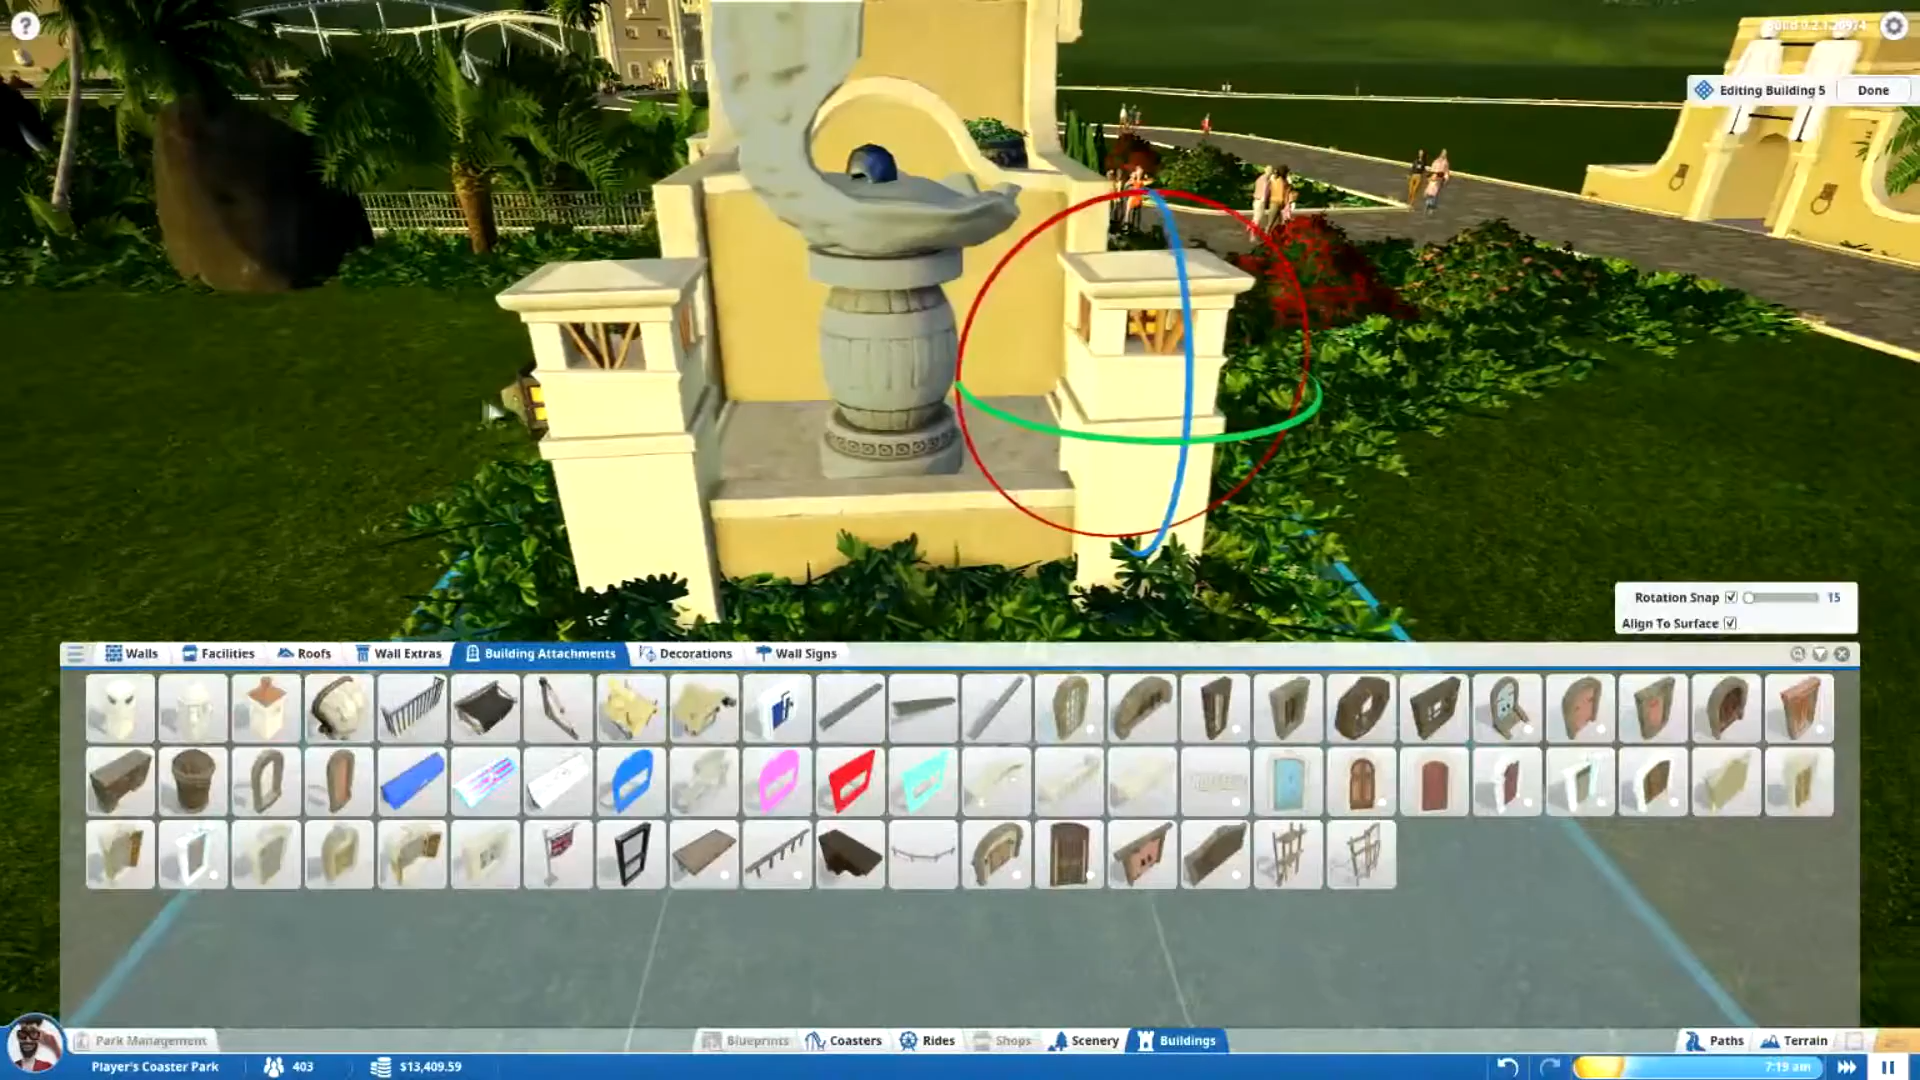 ?
Editing Building 5 Done
Rotation Snap 15
Align To Surface
Walls Facilities Roofs Wall Extras Building Attachments Decorations Wall Signs
Park Management Blueprints Coasters Rides Shops Scenery Buildings Paths Terrain
Player's Coaster Park 403 $13,409.59 7:19 am